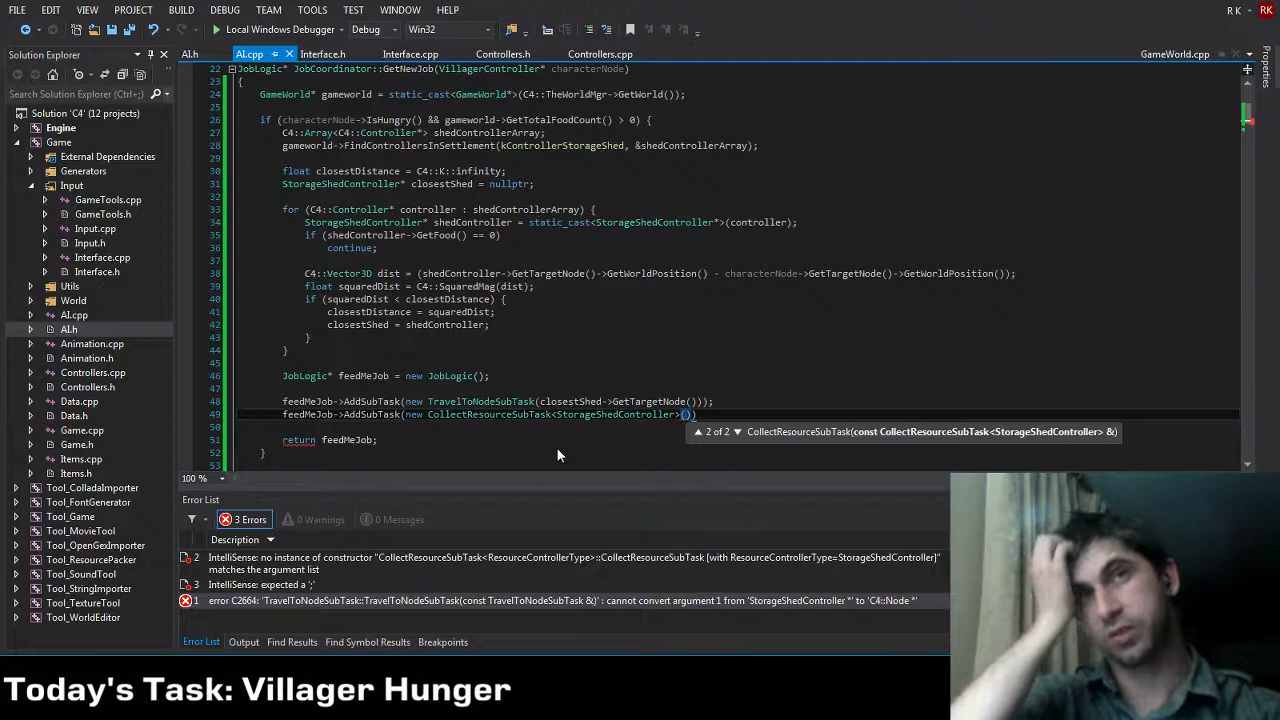 FILE EDIT VIEW PROJECT BUILD DEBUG TEAM TOOLS TEST ARCHITECTURE WINDOW HELP R K RK
Local Windows Debugger Debug Win32
Solution Explorer
AI.h AI.cpp Interface.h Interface.cpp Controllers.h Controllers.cpp GameWorld.cpp
Properties
Search Solution Explorer (Ctrl+;)
Solution 'C4' (12 projects)
Engine
Game
External Dependencies
Generators
Input
GameTools.cpp
GameTools.h
Input.cpp
Input.h
Interface.cpp
Interface.h
Utils
World
AI.cpp
AI.h
Animation.cpp
Animation.h
Controllers.cpp
Controllers.h
Data.cpp
Data.h
Game.cpp
Game.h
Items.cpp
Items.h
Tool_ColladaImporter
Tool_FontGenerator
Tool_Game
Tool_MovieTool
Tool_OpenGexImporter
Tool_ResourcePacker
Tool_SoundTool
Tool_StringImporter
Tool_TextureTool
Tool_WorldEditor
22 JobLogic* JobCoordinator::GetNewJob(VillagerController* characterNode)
23 {
24 GameWorld* gameworld = static_cast<GameWorld*>(C4::TheWorldMgr->GetWorld());
25
26 if (characterNode->IsHungry() && gameworld->GetTotalFoodCount() > 0) {
27 C4::Array<C4::Controller*> shedControllerArray;
28 gameworld->FindControllersInSettlement(kControllerStorageShed, &shedControllerArray);
29
30 float closestDistance = C4::K::infinity;
31 StorageShedController* closestShed = nullptr;
32
33 for (C4::Controller* controller : shedControllerArray) {
34 StorageShedController* shedController = static_cast<StorageShedController*>(controller);
35 if (shedController->GetFood() == 0)
36 continue;
37
38 C4::Vector3D dist = (shedController->GetTargetNode()->GetWorldPosition() - characterNode->GetTargetNode()->GetWorldPosition());
39 float squaredDist = C4::SquaredMag(dist);
40 if (squaredDist < closestDistance) {
41 closestDistance = squaredDist;
42 closestShed = shedController;
43 }
44 }
45
46 JobLogic* feedMeJob = new JobLogic();
47
48 feedMeJob->AddSubTask(new TravelToNodeSubTask(closestShed->GetTargetNode()));
49 feedMeJob->AddSubTask(new CollectResourceSubTask<StorageShedController>())
50
▲ 2 of 2 ▼ CollectResourceSubTask(const CollectResourceSubTask<StorageShedController> &)
51 return feedMeJob;
52 }
53
100 %
Error List
3 Errors 0 Warnings 0 Messages
Description
2 IntelliSense: no instance of constructor "CollectResourceSubTask<ResourceControllerType>::CollectResourceSubTask [with ResourceControllerType=StorageShedController]"
matches the argument list
3 IntelliSense: expected a ';'
1 error C2664: 'TravelToNodeSubTask::TravelToNodeSubTask(const TravelToNodeSubTask &)' : cannot convert argument 1 from 'StorageShedController *' to 'C4::Node *'
Error List Output Find Results Find Symbol Results Breakpoints
Today's Task: Villager Hunger